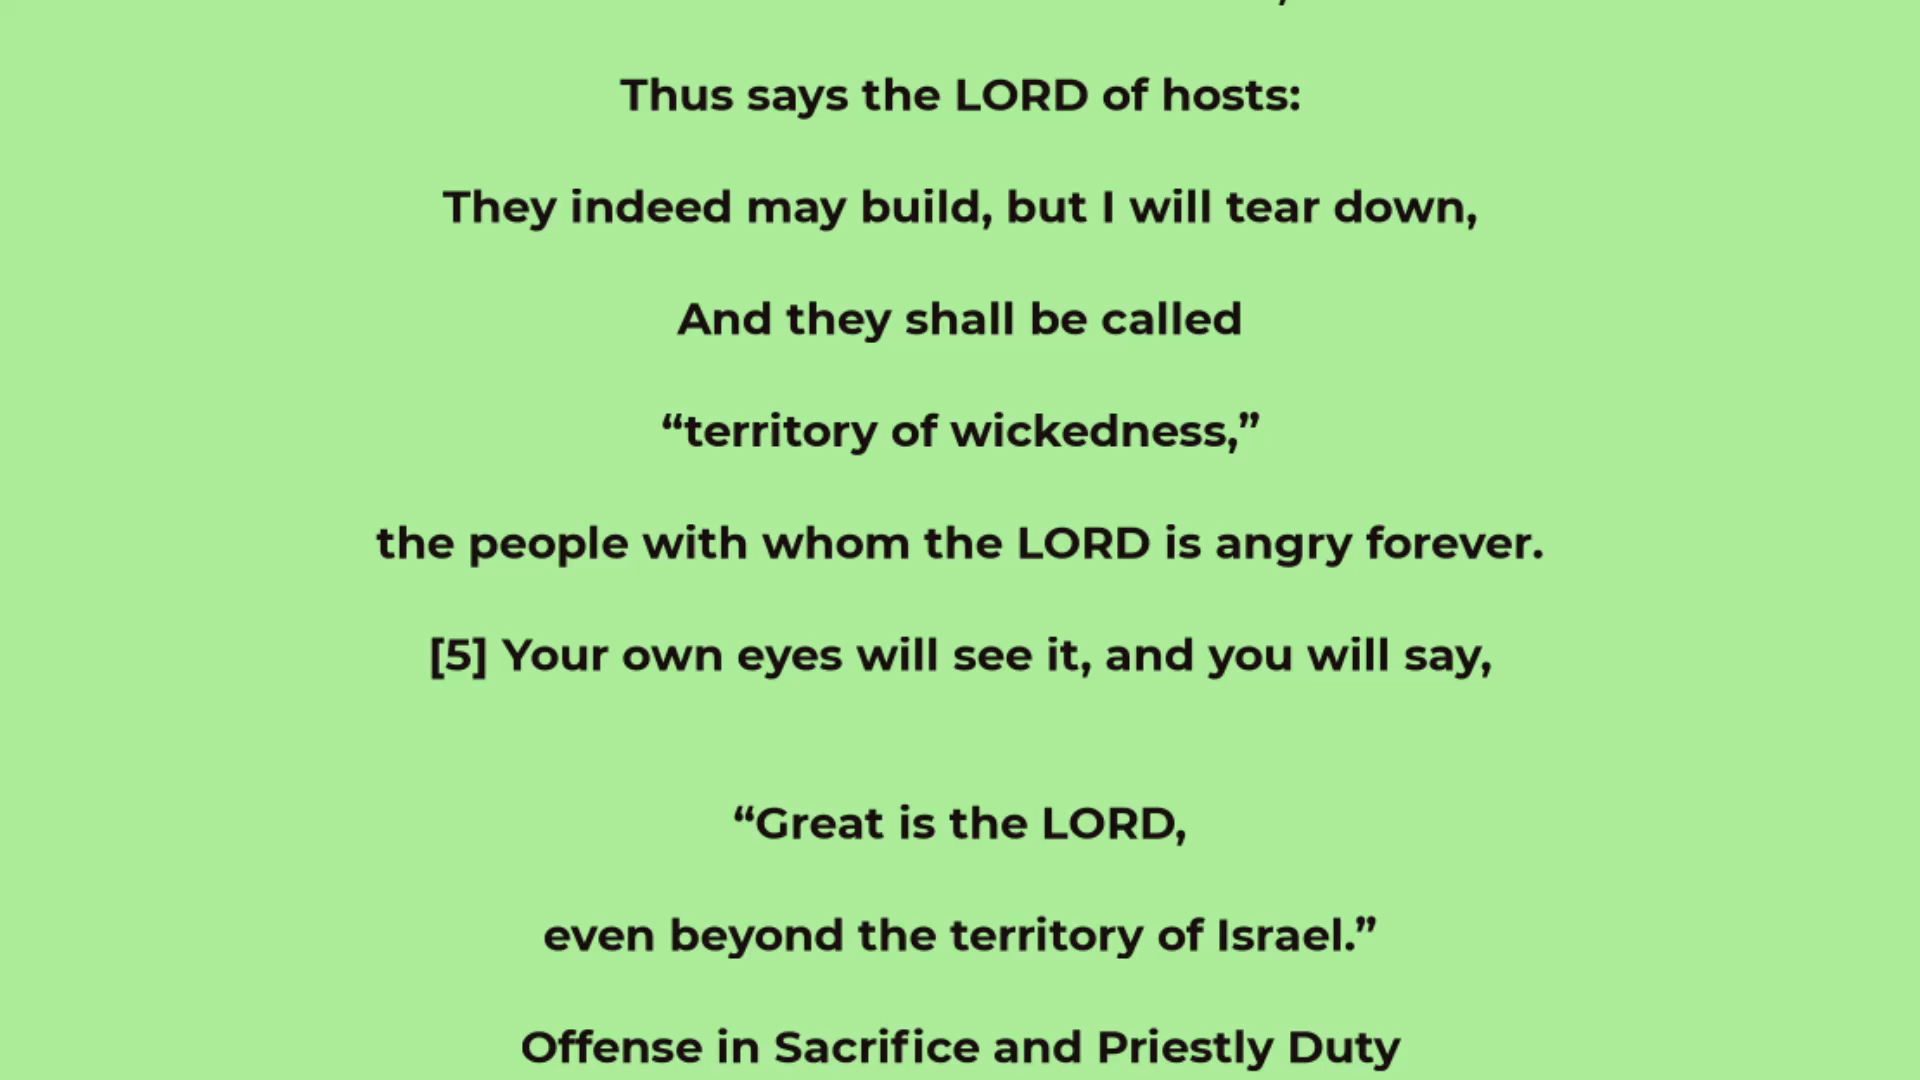 Thus says the LORD of hosts:
They indeed may build, but I will tear down,
And they shall be called
“territory of wickedness,”
the people with whom the LORD is angry forever.
[5] Your own eyes will see it, and you will say,
“Great is the LORD,
even beyond the territory of Israel.”
Offense in Sacrifice and Priestly Duty